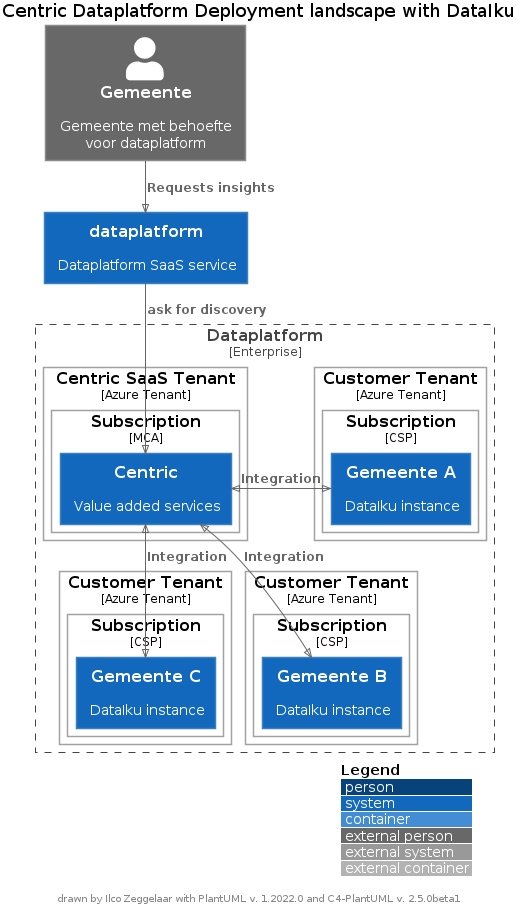 Centric Dataplatform Deployment landscape with DataIku
Gemeente
Gemeente met behoefte
voor dataplatform
Requests insights
dataplatform
Dataplatform SaaS service
ask for discovery
Dataplatform
[Enterprise]
Centric SaaS Tenant
[Azure Tenant]
Subscription
[MCA]
Centric
Value added services
Integration
Customer Tenant
[Azure Tenant]
Subscription
[CSP]
Gemeente A
DataIku instance
Integration
Integration
Customer Tenant
[Azure Tenant]
Subscription
[CSP]
Gemeente C
DataIku instance
Customer Tenant
[Azure Tenant]
Subscription
[CSP]
Gemeente B
DataIku instance
Legend
person
system
container
external person
external system
external container
drawn by Ilco Zeggelaar with PlantUML v. 1.2022.0 and C4-PlantUML v. 2.5.0beta1